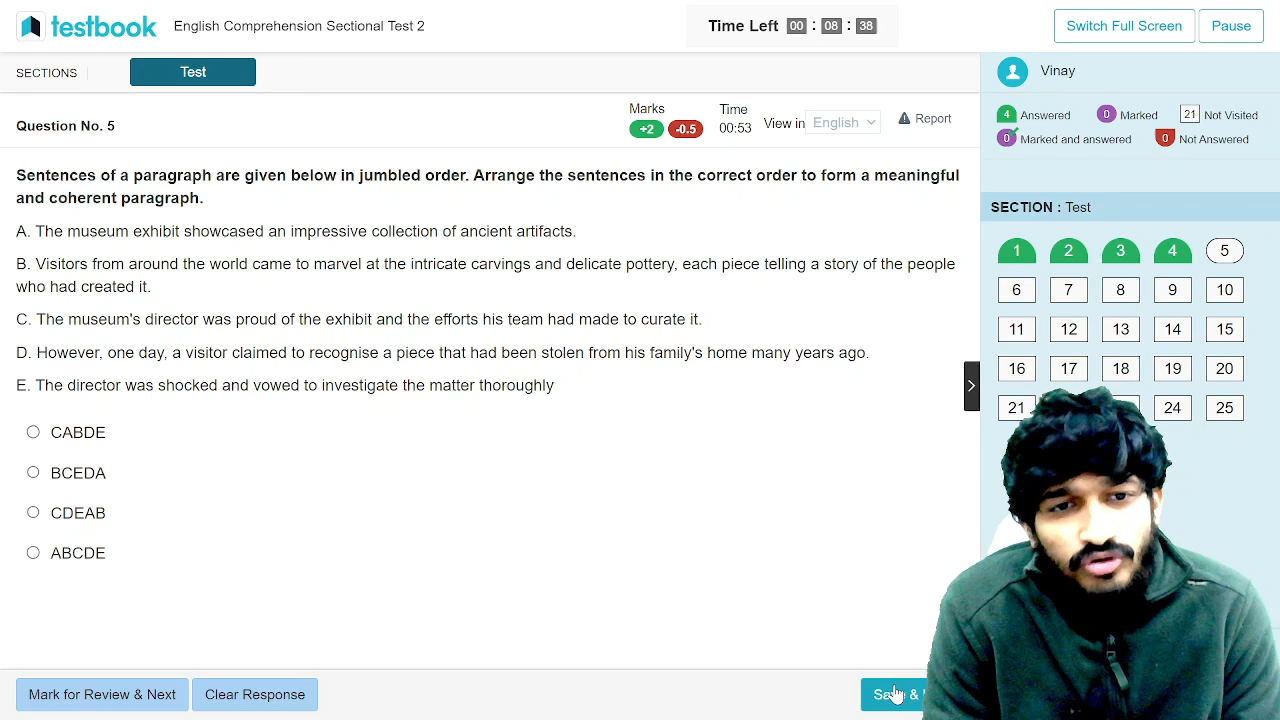 testbook English Comprehension Sectional Test 2 Time Left 00 : 08 : 38 Switch Full Screen Pause
SECTIONS Test Vinay
Question No. 5 Marks +2 -0.5 Time 00:53 View in English Report
4 Answered 0 Marked 21 Not Visited
0 Marked and answered 0 Not Answered
Sentences of a paragraph are given below in jumbled order. Arrange the sentences in the correct order to form a meaningful
and coherent paragraph.
A. The museum exhibit showcased an impressive collection of ancient artifacts.
B. Visitors from around the world came to marvel at the intricate carvings and delicate pottery, each piece telling a story of the people
who had created it.
C. The museum's director was proud of the exhibit and the efforts his team had made to curate it.
D. However, one day, a visitor claimed to recognise a piece that had been stolen from his family's home many years ago.
E. The director was shocked and vowed to investigate the matter thoroughly
CABDE
BCEDA
CDEAB
ABCDE
SECTION : Test
1 2 3 4 5
6 7 8 9 10
11 12 13 14 15
16 17 18 19 20
21 24 25
Mark for Review & Next Clear Response &